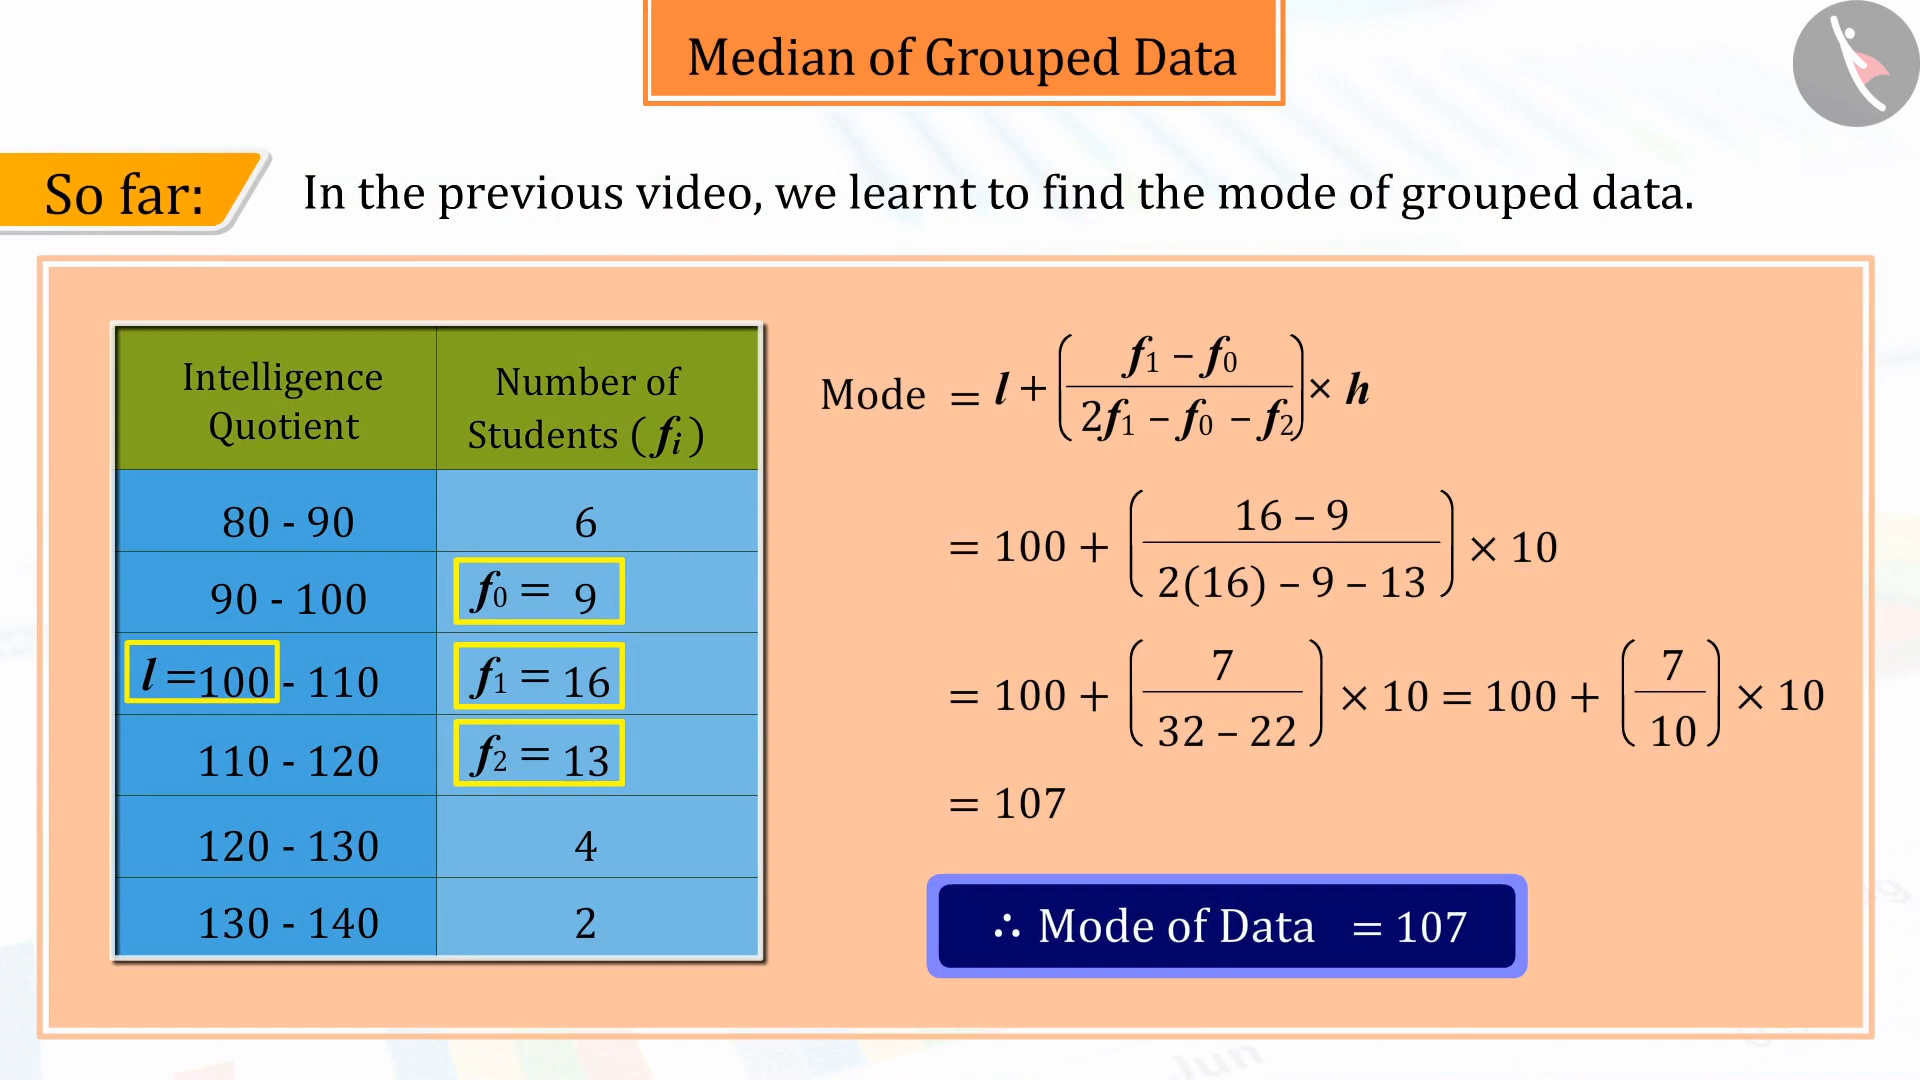 Median of Grouped Data
So far:
In the previous video, we learnt to find the mode of grouped data.
Intelligence Quotient
Number of Students (fᵢ)
80 - 90 6
90 - 100 f₀ = 9
l = 100 - 110 f₁ = 16
110 - 120 f₂ = 13
120 - 130 4
130 - 140 2
Mode = l + ( (f₁ – f₀) / (2f₁ – f₀ – f₂) ) × h
= 100 + ( (16 – 9) / (2(16) – 9 – 13) ) × 10
= 100 + ( 7 / (32 – 22) ) × 10 = 100 + ( 7 / 10 ) × 10
= 107
∴ Mode of Data = 107
Jun